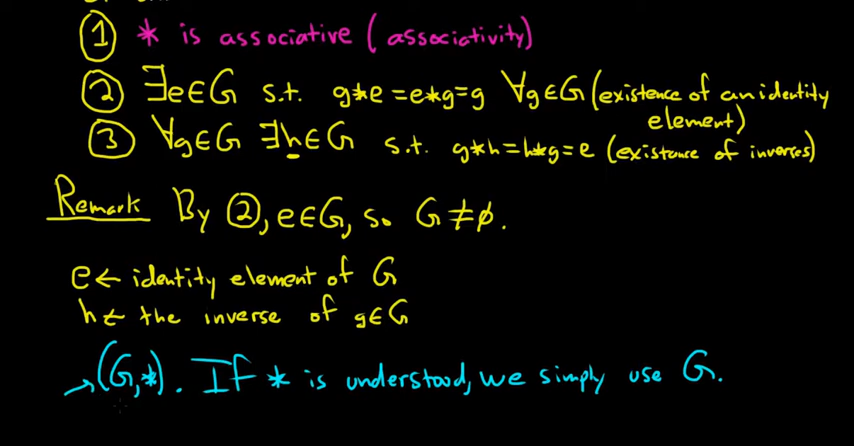 ① * is associative (associativity)
② ∃e∈G s.t. g*e=e*g=g ∀g∈G (existence of an identity
element)
③ ∀g∈G ∃h∈G s.t. g*h=h*g=e (existance of inverses)
Remark By ②, e∈G, so G≠∅.
e ← identity element of G
h ← the inverse of g∈G
→(G,*). If * is understood, we simply use G.